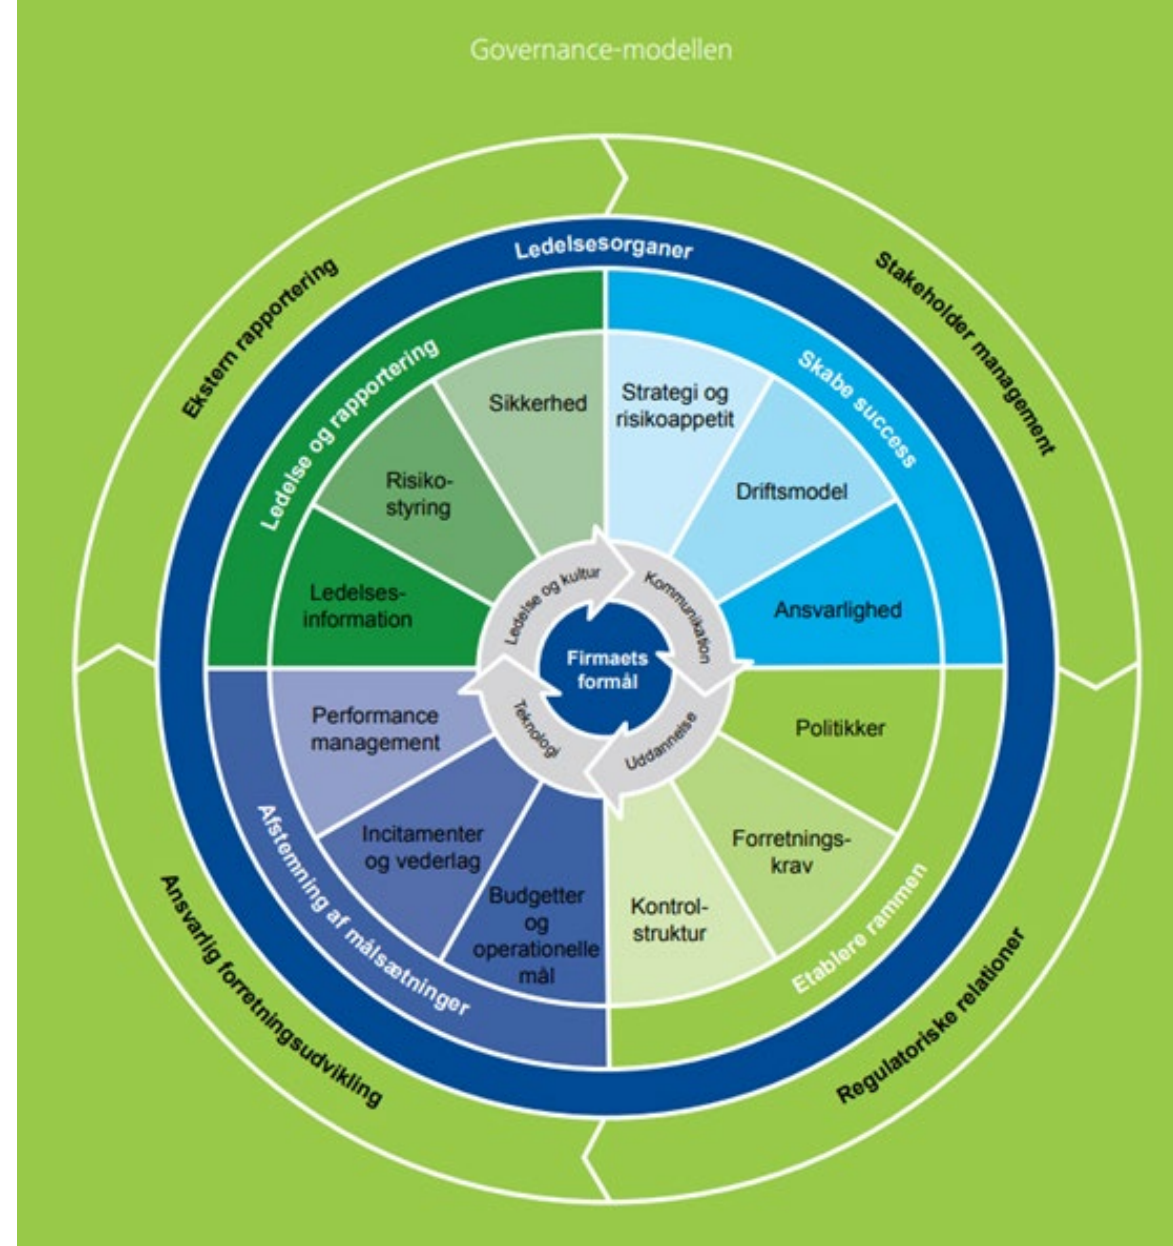 Governance-modellen
Ekstern rapportering
Stakeholder management
Regulatoriske relationer
Ansvarlig forretningsudvikling
Ledelsesorganer
Ledelse og rapportering
Skabe success
Etablere rammen
Afstemning af målsætninger
Sikkerhed
Risiko-
styring
Ledelses-
information
Strategi og
risikoappetit
Driftsmodel
Ansvarlighed
Politikker
Forretnings-
krav
Kontrol-
struktur
Budgetter
og
operationelle
mål
Incitamenter
og vederlag
Performance
management
Ledelse og kultur
Kommunikation
Uddannelse
Teknologi
Firmaets
formål